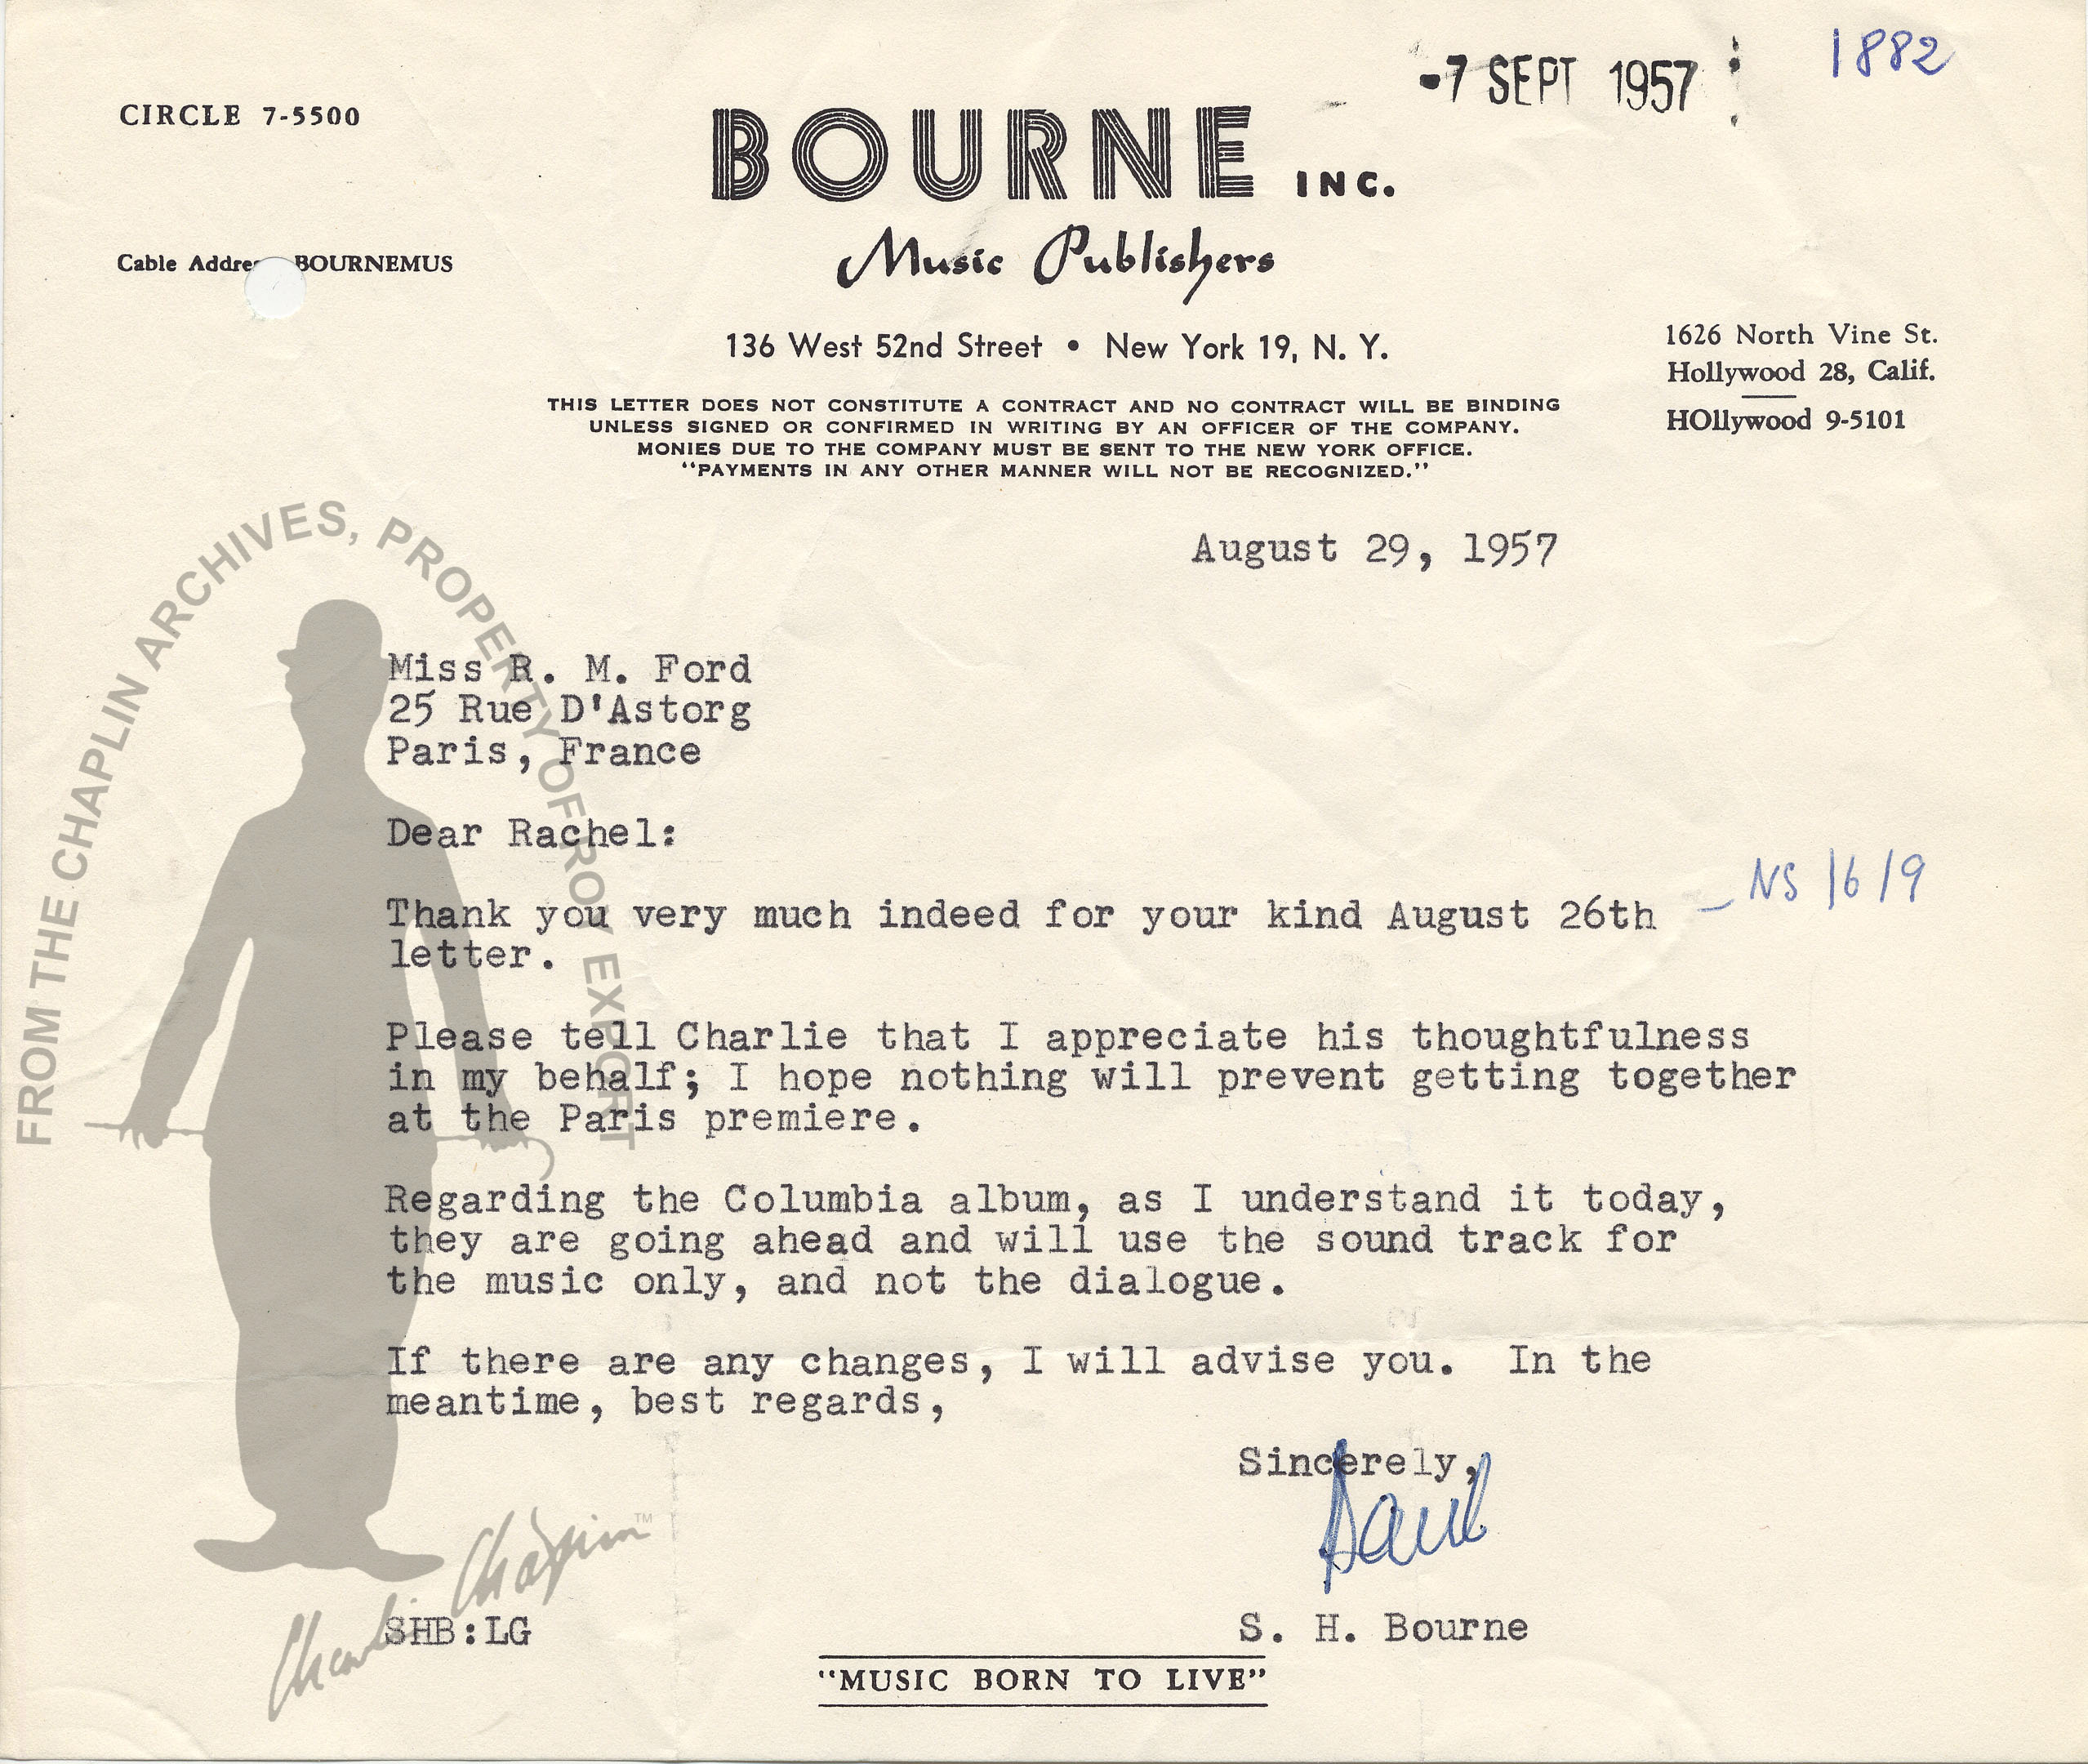 -7 SEPT 1957
1882
CIRCLE 7-5500
BOURNE INC.
Music Publishers
Cable Addre BOURNEMUS
136 West 52nd Street • New York 19, N. Y.
1626 North Vine St.
Hollywood 28, Calif.
HOllywood 9-5101
THIS LETTER DOES NOT CONSTITUTE A CONTRACT AND NO CONTRACT WILL BE BINDING
UNLESS SIGNED OR CONFIRMED IN WRITING BY AN OFFICER OF THE COMPANY.
MONIES DUE TO THE COMPANY MUST BE SENT TO THE NEW YORK OFFICE.
"PAYMENTS IN ANY OTHER MANNER WILL NOT BE RECOGNIZED."
August 29, 1957
FROM THE CHAPLIN ARCHIVES, PROPERTY OF ROY EXPORT
Miss R. M. Ford
25 Rue D'Astorg
Paris, France
Dear Rachel:
Thank you very much indeed for your kind August 26th
– NS 16/9
letter.
Please tell Charlie that I appreciate his thoughtfulness
in my behalf; I hope nothing will prevent getting together
at the Paris premiere.
Regarding the Columbia album, as I understand it today,
they are going ahead and will use the sound track for
the music only, and not the dialogue.
If there are any changes, I will advise you. In the
meantime, best regards,
Sincerely,
Saul
Charlie Chaplin™
SHB:LG
S. H. Bourne
"MUSIC BORN TO LIVE"